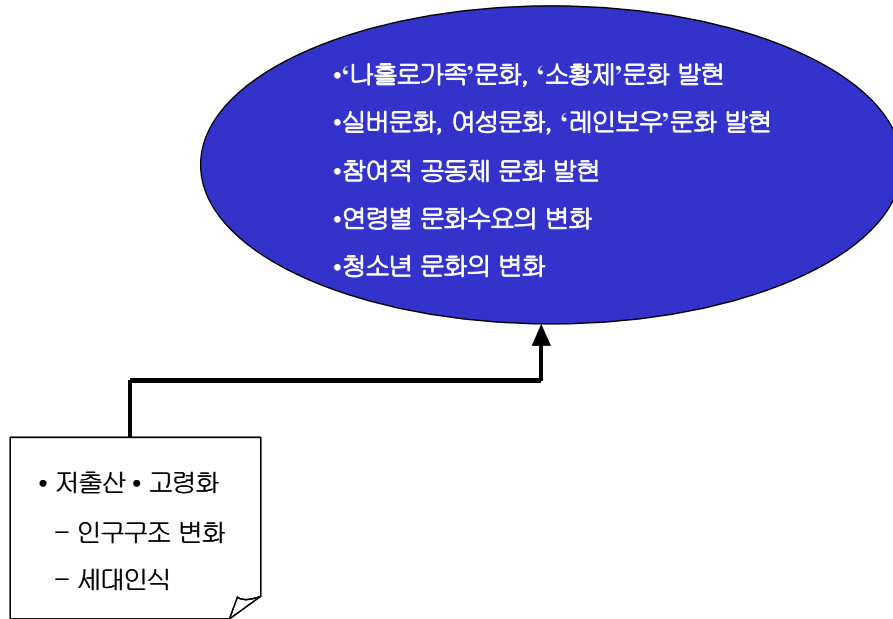 •‘나홀로가족’문화, ‘소황제’문화 발현
•실버문화, 여성문화, ‘레인보우’문화 발현
•참여적 공동체 문화 발현
•연령별 문화수요의 변화
•청소년 문화의 변화
• 저출산 • 고령화
– 인구구조 변화
– 세대인식